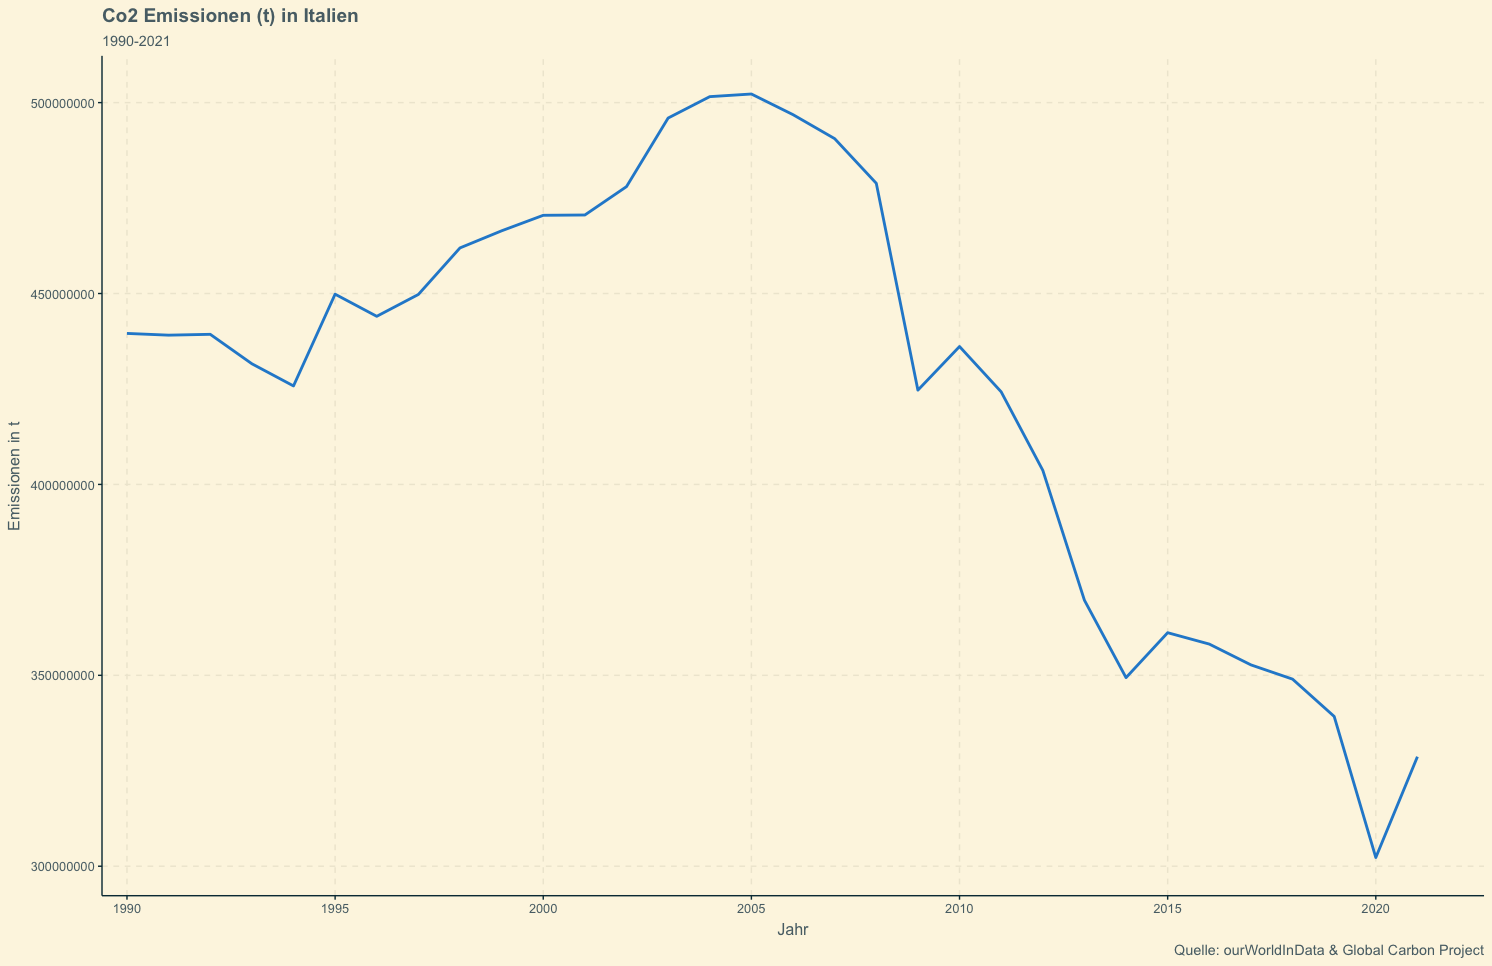 Co2 Emissionen (t) in Italien
1990-2021
Emissionen in t
500000000
450000000
400000000
350000000
300000000
1990 1995 2000 2005 2010 2015 2020
Jahr
Quelle: ourWorldInData & Global Carbon Project